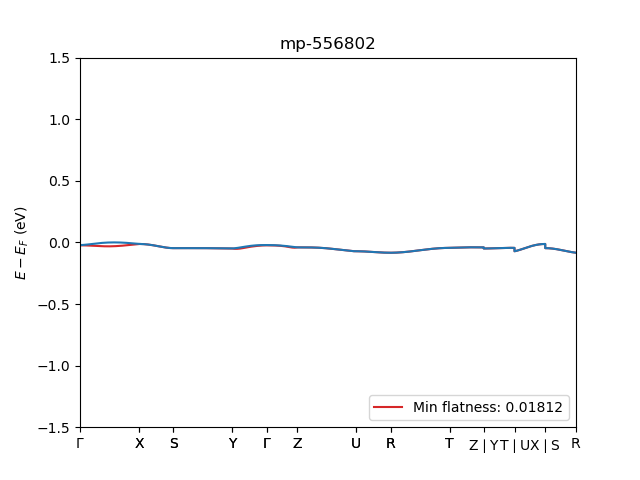 mp-556802
E − E_F (eV)
1.5
1.0
0.5
0.0
−0.5
−1.0
−1.5
Min flatness: 0.01812
Γ X S Y Γ Z U R T Z | Y T | U X | S R